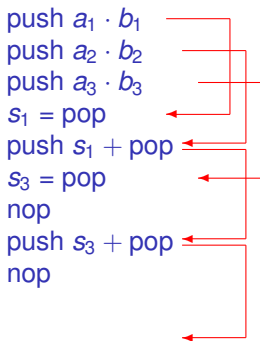 push a₁ · b₁
push a₂ · b₂
push a₃ · b₃
s₁ = pop
push s₁ + pop
s₃ = pop
nop
push s₃ + pop
nop